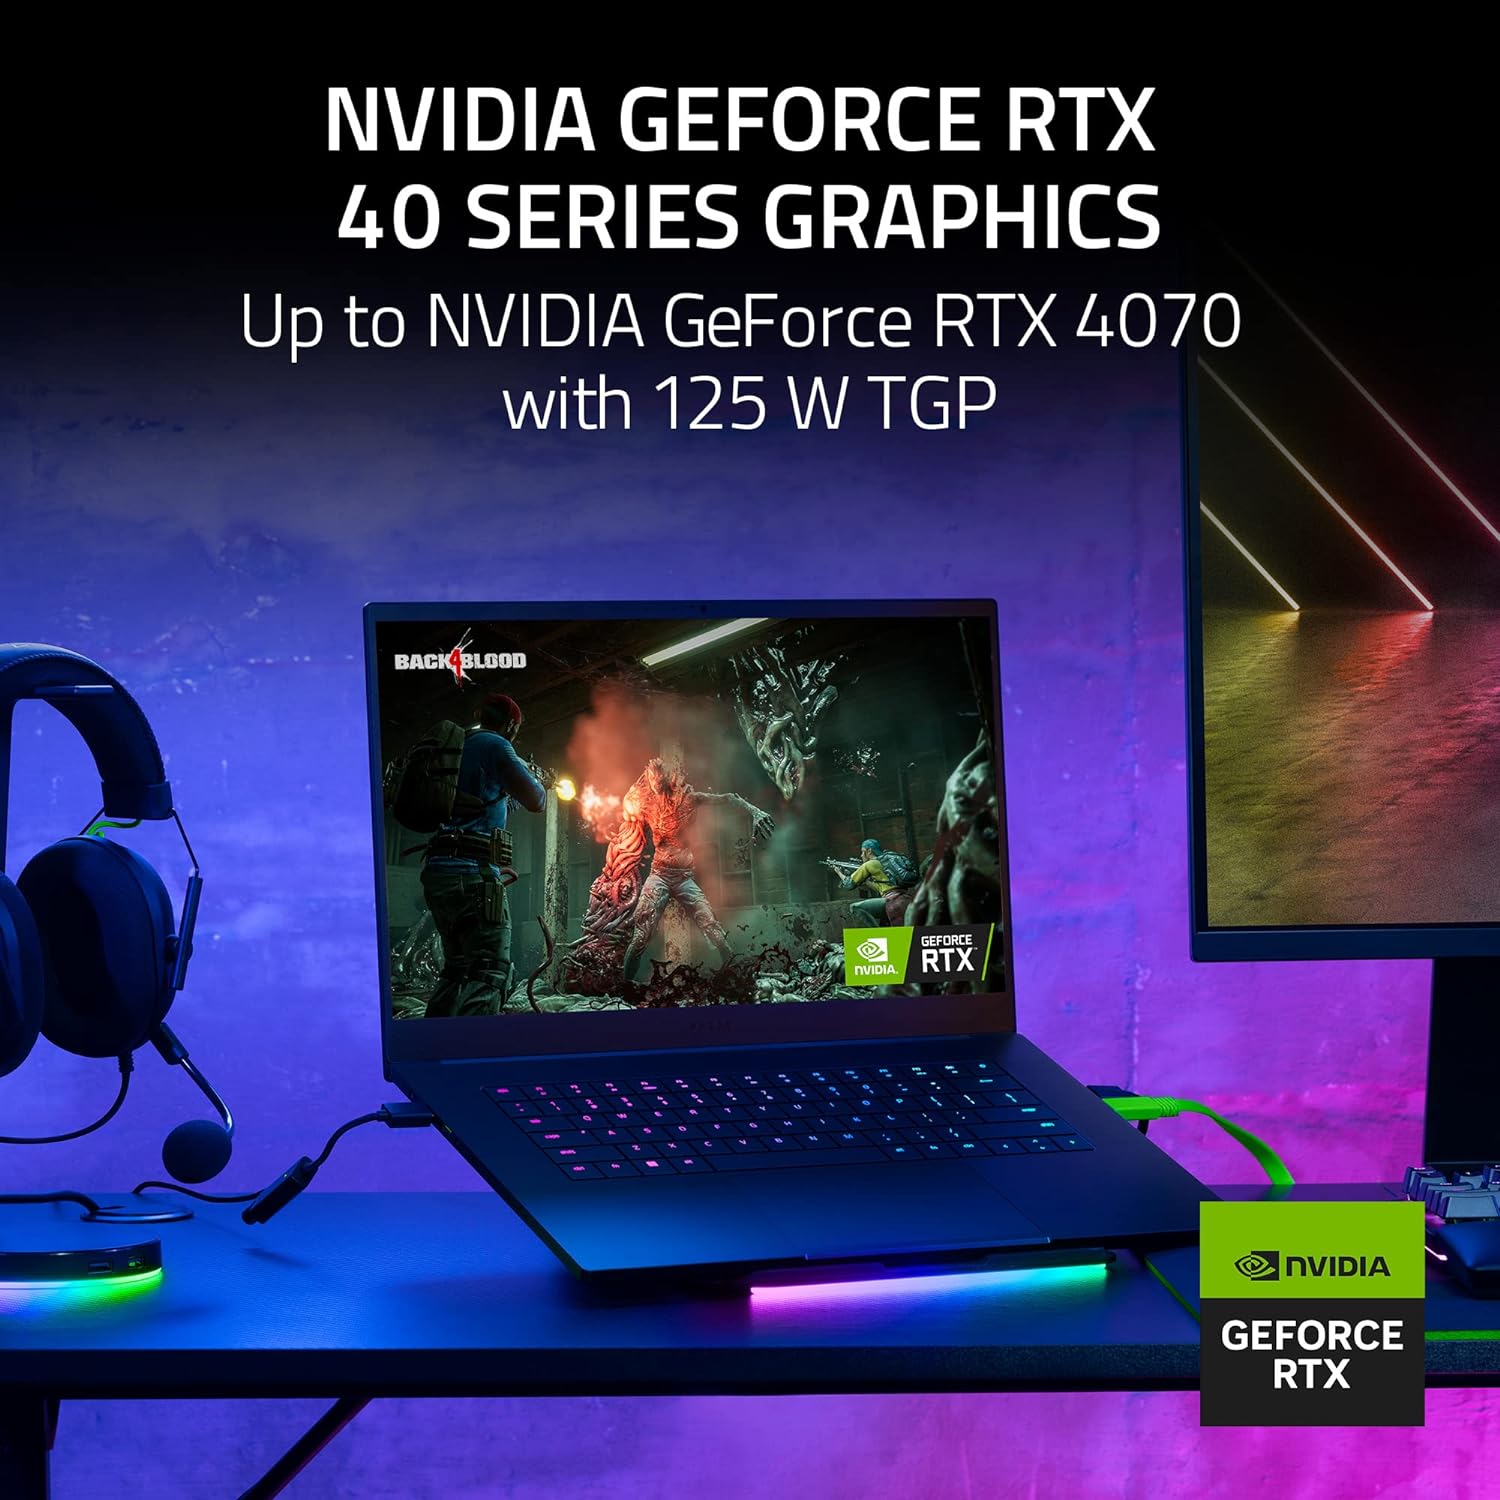 NVIDIA GEFORCE RTX
40 SERIES GRAPHICS
Up to NVIDIA GeForce RTX 4070
with 125 W TGP
BACK4BLOOD
NVIDIA.
GEFORCE
RTX™
NVIDIA
GEFORCE
RTX